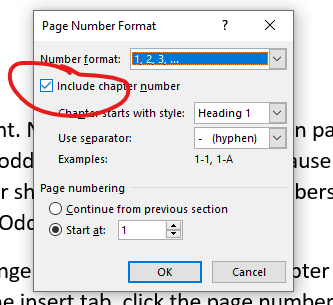 Page Number Format
Number format: 1, 2, 3, ...
Include chapter number
Chapter starts with style: Heading 1
nt. Use separator: - (hyphen) pa
odd Examples: 1-1, 1-A ause
r sh Page numbering bers
Odd Continue from previous section
Start at: 1
nge OK Cancel pter
e insert tab, click the page number